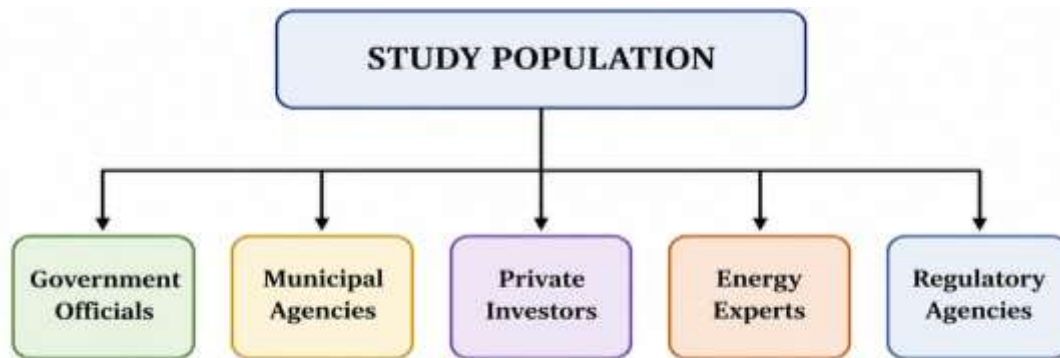 STUDY POPULATION
Government
Officials
Municipal
Agencies
Private
Investors
Energy
Experts
Regulatory
Agencies